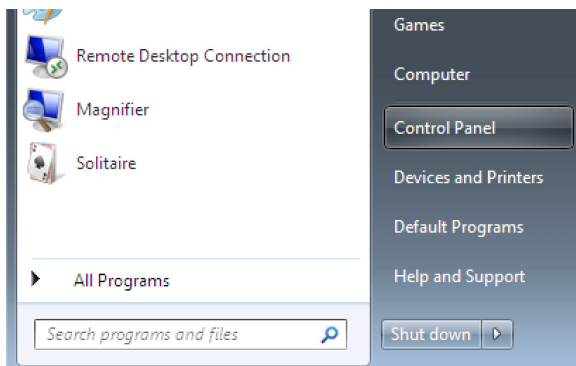 Remote Desktop Connection
Magnifier
Solitaire
All Programs
Search programs and files
Games
Computer
Control Panel
Devices and Printers
Default Programs
Help and Support
Shut down